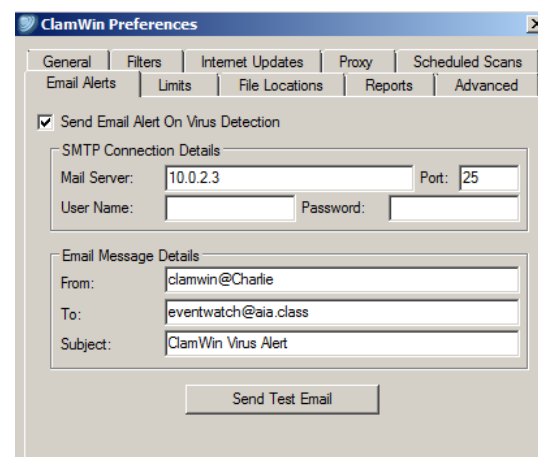 ClamWin Preferences
General Filters Internet Updates Proxy Scheduled Scans
Email Alerts Limits File Locations Reports Advanced
Send Email Alert On Virus Detection
SMTP Connection Details
Mail Server: 10.0.2.3 Port: 25
User Name: Password:
Email Message Details
From: clamwin@Charlie
To: eventwatch@aia.class
Subject: ClamWin Virus Alert
Send Test Email